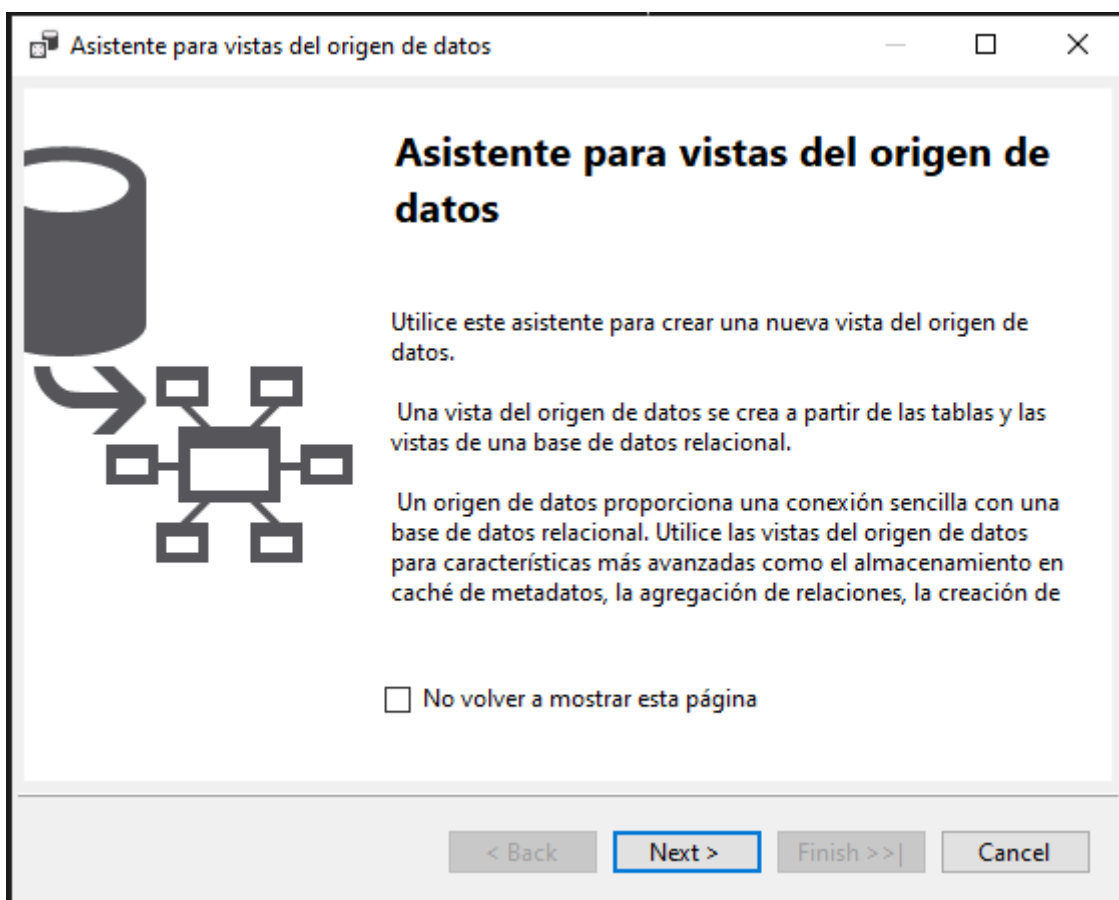 Asistente para vistas del origen de datos
Asistente para vistas del origen de
datos
Utilice este asistente para crear una nueva vista del origen de
datos.
Una vista del origen de datos se crea a partir de las tablas y las
vistas de una base de datos relacional.
Un origen de datos proporciona una conexión sencilla con una
base de datos relacional. Utilice las vistas del origen de datos
para características más avanzadas como el almacenamiento en
caché de metadatos, la agregación de relaciones, la creación de
No volver a mostrar esta página
< Back Next > Finish >>| Cancel